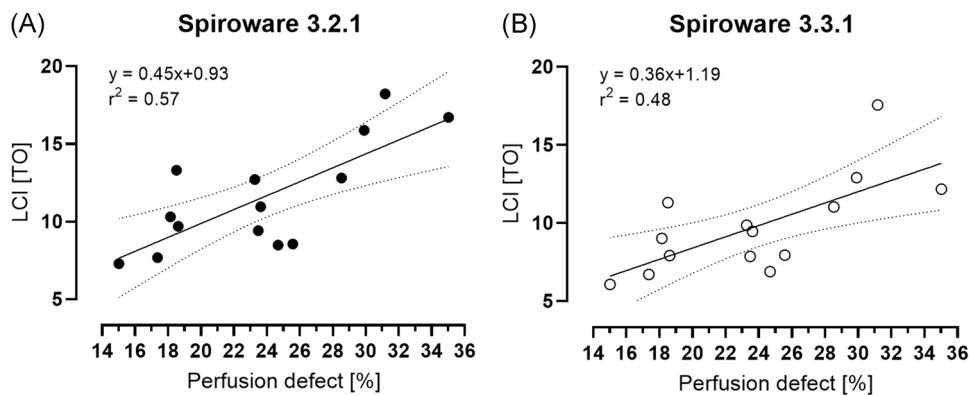 (A) Spiroware 3.2.1
y = 0.45x+0.93
r² = 0.57
LCI [TO]
20
15
10
5
14 16 18 20 22 24 26 28 30 32 34 36
Perfusion defect [%]
(B) Spiroware 3.3.1
y = 0.36x+1.19
r² = 0.48
LCI [TO]
20
15
10
5
14 16 18 20 22 24 26 28 30 32 34 36
Perfusion defect [%]